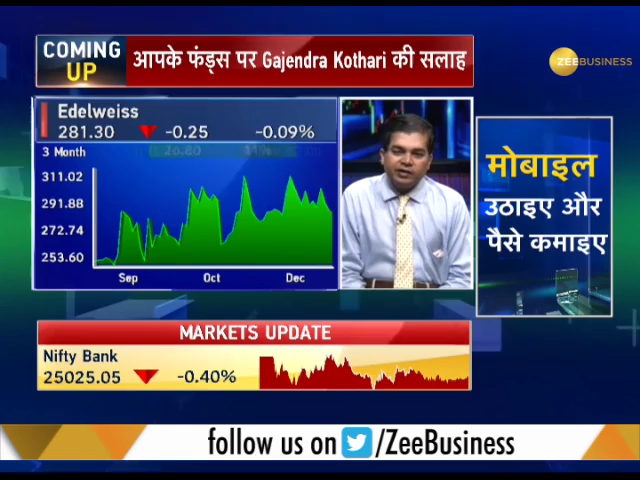 COMING
UP
आपके फंड्स पर Gajendra Kothari की सलाह
ZEEBUSINESS
Edelweiss
281.30 -0.25 -0.09%
3 Month
311.02
291.88
272.74
253.60
Sep Oct Dec
मोबाइल
उठाइए और
पैसे कमाइए
MARKETS UPDATE
Nifty Bank
25025.05 -0.40%
follow us on /ZeeBusiness